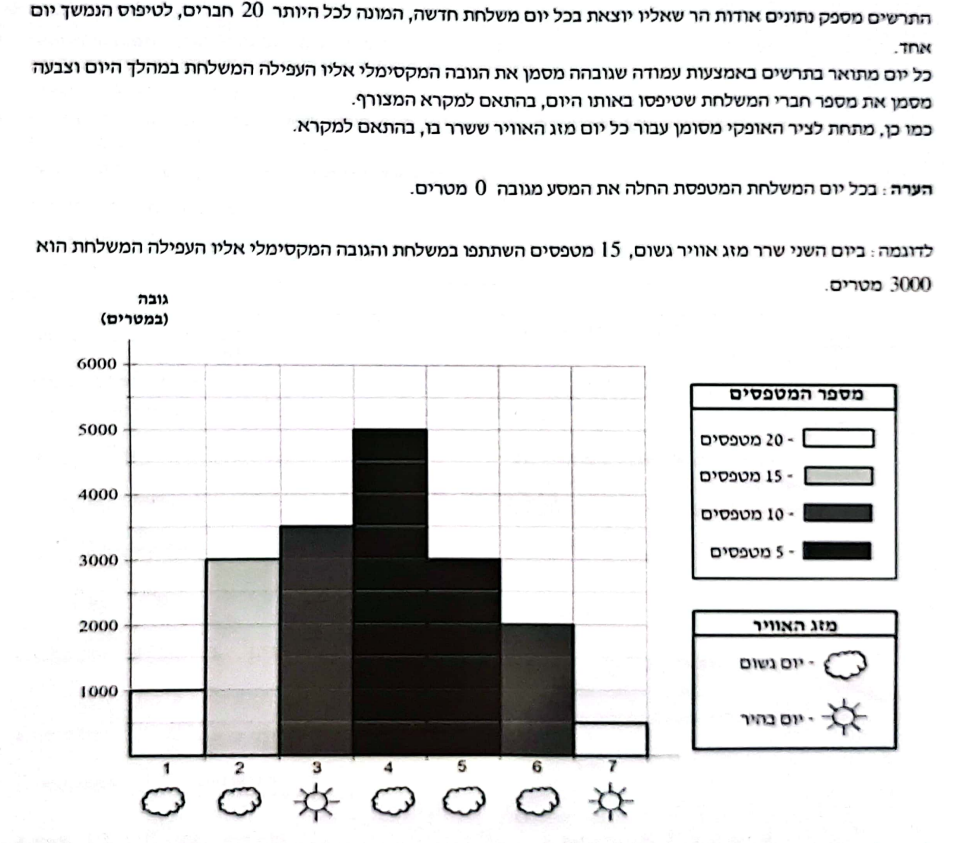 התרשים מספק נתונים אודות הר שאליו יוצאת בכל יום משלחת חדשה, המונה לכל היותר 20 חברים, לטיפוס הנמשך יום
אחד.
כל יום מתואר בתרשים באמצעות עמודה שגובהה מסמן את הגובה המקסימלי אליו העפילה המשלחת במהלך היום וצבעה
מסמן את מספר חברי המשלחת שטיפסו באותו היום, בהתאם למקרא המצורף.
כמו כן, מתחת לציר האופקי מסומן עבור כל יום מזג האוויר ששרר בו, בהתאם למקרא.
הערה: בכל יום המשלחת המטפסת החלה את המסע מגובה 0 מטרים.
לדוגמה: ביום השני שרר מזג אוויר גשום, 15 מטפסים השתתפו במשלחת והגובה המקסימלי אליו העפילה המשלחת הוא
3000 מטרים.
גובה
(במטרים)
6000
5000
4000
3000
2000
1000
1 2 3 4 5 6 7
מספר המטפסים
- 20 מטפסים
- 15 מטפסים
- 10 מטפסים
- 5 מטפסים
מזג האוויר
- יום גשום
- יום בהיר